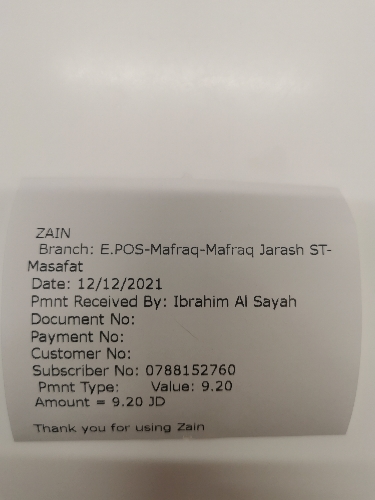 ZAIN
Branch: E.POS-Mafraq-Mafraq Jarash ST-
Masafat
Date: 12/12/2021
Pmnt Received By: Ibrahim Al Sayah
Document No:
Payment No:
Customer No:
Subscriber No: 0788152760
Pmnt Type: Value: 9.20
Amount = 9.20 JD
Thank you for using Zain